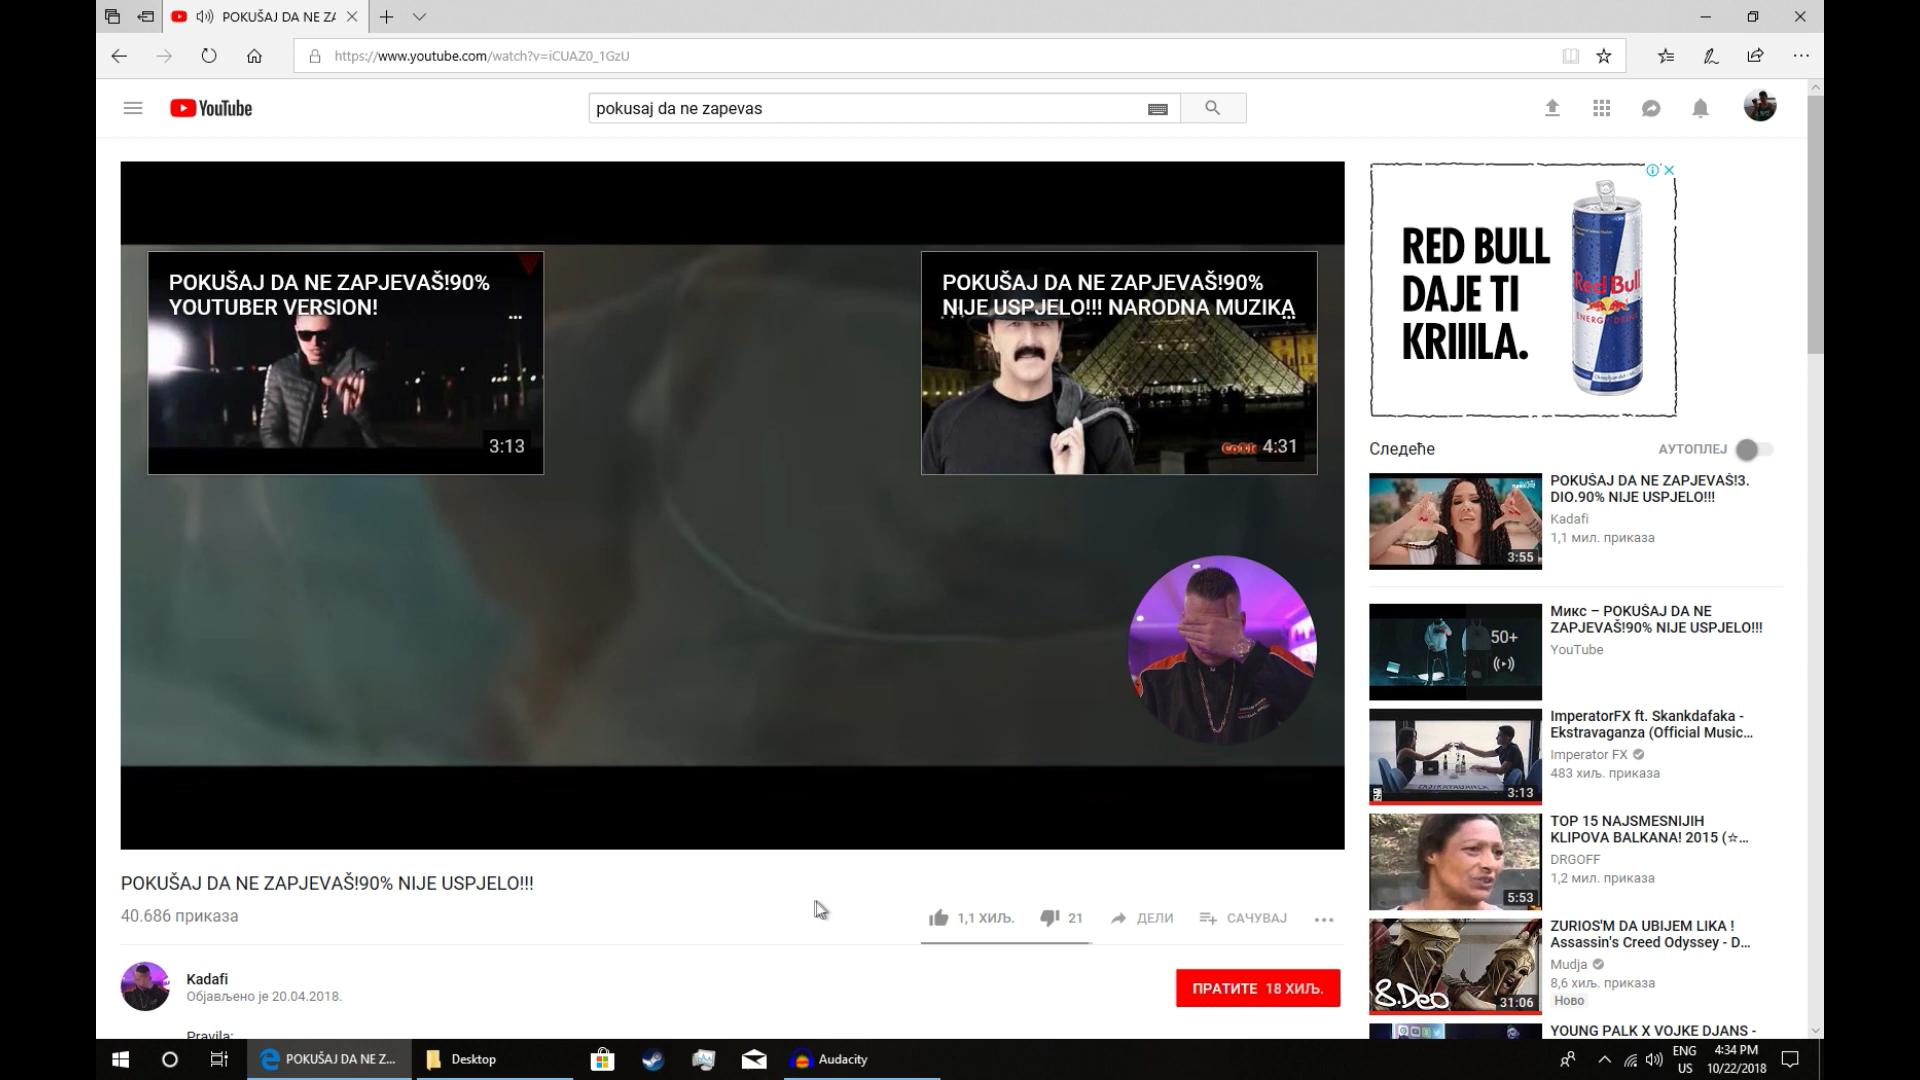 POKUŠAJ DA NE ZA
https://www.youtube.com/watch?v=iCUAZ0_1GzU
YouTube
pokusaj da ne zapevas
POKUŠAJ DA NE ZAPJEVAŠ!90%
YOUTUBER VERSION!
3:13
POKUŠAJ DA NE ZAPJEVAŠ!90%
NIJE USPJELO!!! NARODNA MUZIKA
4:31
RED BULL
DAJE TI
KRIIILA.
Red Bull
ENERGY DRINK
Следеће
АУТОПЛЕЈ
POKUŠAJ DA NE ZAPJEVAŠ!3.
DIO.90% NIJE USPJELO!!!
Kadafi
1,1 мил. приказа
3:55
Микс – POKUŠAJ DA NE
ZAPJEVAŠ!90% NIJE USPJELO!!!
YouTube
50+
ImperatorFX ft. Skankdafaka -
Ekstravaganza (Official Music...
Imperator FX
483 хиљ. приказа
3:13
TOP 15 NAJSMESNIJIH
KLIPOVA BALKANA! 2015 (☆...
DRGOFF
1,2 мил. приказа
5:53
ZURIOS'M DA UBIJEM LIKA !
Assassin's Creed Odyssey - D...
Mudja
8,6 хиљ. приказа
Ново
8.Deo
31:06
YOUNG PALK X VOJKE DJANS -
POKUŠAJ DA NE ZAPJEVAŠ!90% NIJE USPJELO!!!
40.686 приказа
1,1 ХИЉ.
21
ДЕЛИ
САЧУВАЈ
Kadafi
Објављено је 20.04.2018.
ПРАТИТЕ 18 ХИЉ.
Pravila:
POKUŠAJ DA NE Z...
Desktop
Audacity
ENG
US
4:34 PM
10/22/2018